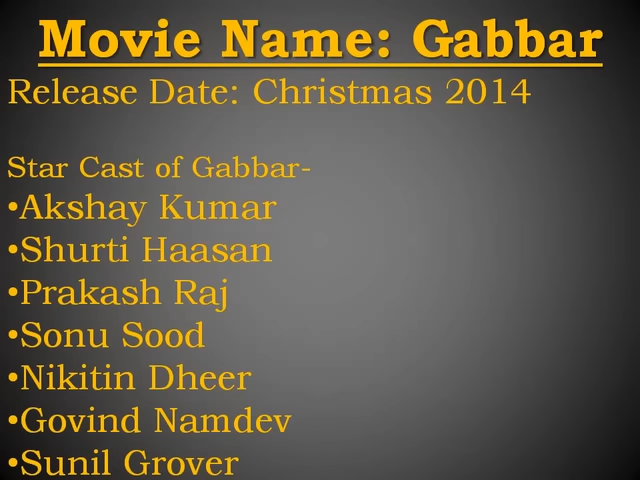 Movie Name: Gabbar
Release Date: Christmas 2014
Star Cast of Gabbar-
•Akshay Kumar
•Shurti Haasan
•Prakash Raj
•Sonu Sood
•Nikitin Dheer
•Govind Namdev
•Sunil Grover